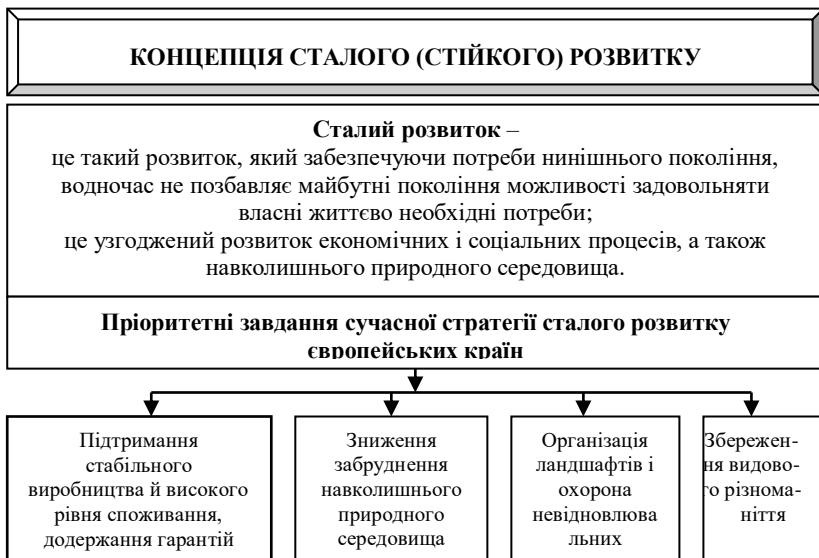 КОНЦЕПЦІЯ СТАЛОГО (СТІЙКОГО) РОЗВИТКУ
Сталий розвиток –
це такий розвиток, який забезпечуючи потреби нинішнього покоління,
водночас не позбавляє майбутні покоління можливості задовольняти
власні життєво необхідні потреби;
це узгоджений розвиток економічних і соціальних процесів, а також
навколишнього природного середовища.
Пріоритетні завдання сучасної стратегії сталого розвитку
європейських країн
Підтримання
стабільного
виробництва й високого
рівня споживання,
додержання гарантій
Зниження
забруднення
навколишнього
природного
середовища
Організація
ландшафтів і
охорона
невідновлюва
льних
Збережен-
ня видово-
го різнома-
ніття